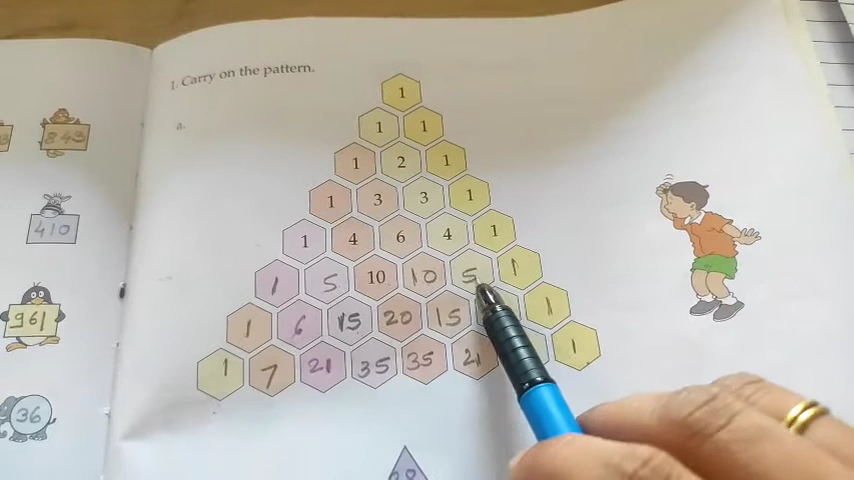 1. Carry on the pattern.
a.
1
1 1
1 2 1
1 3 3 1
1 4 6 4 1
1 5 10 10 5 1
1 6 15 20 15 1
1 7 21 35 35 21 1
843
410
961
36
28